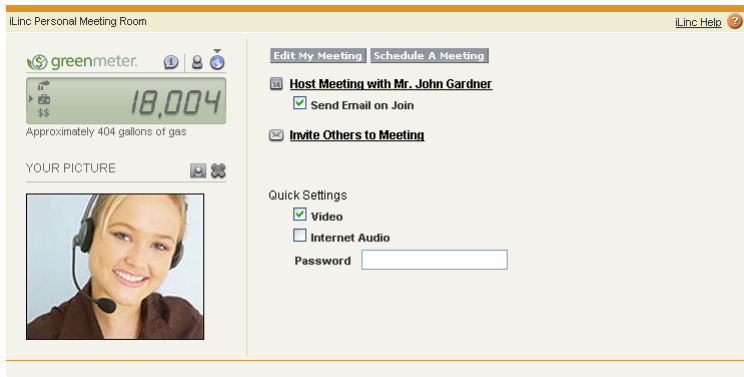 iLinc Personal Meeting Room
iLinc Help ?
greenmeter.
18,004
$$
Approximately 404 gallons of gas
YOUR PICTURE
Edit My Meeting Schedule A Meeting
Host Meeting with Mr. John Gardner
Send Email on Join
Invite Others to Meeting
Quick Settings
Video
Internet Audio
Password